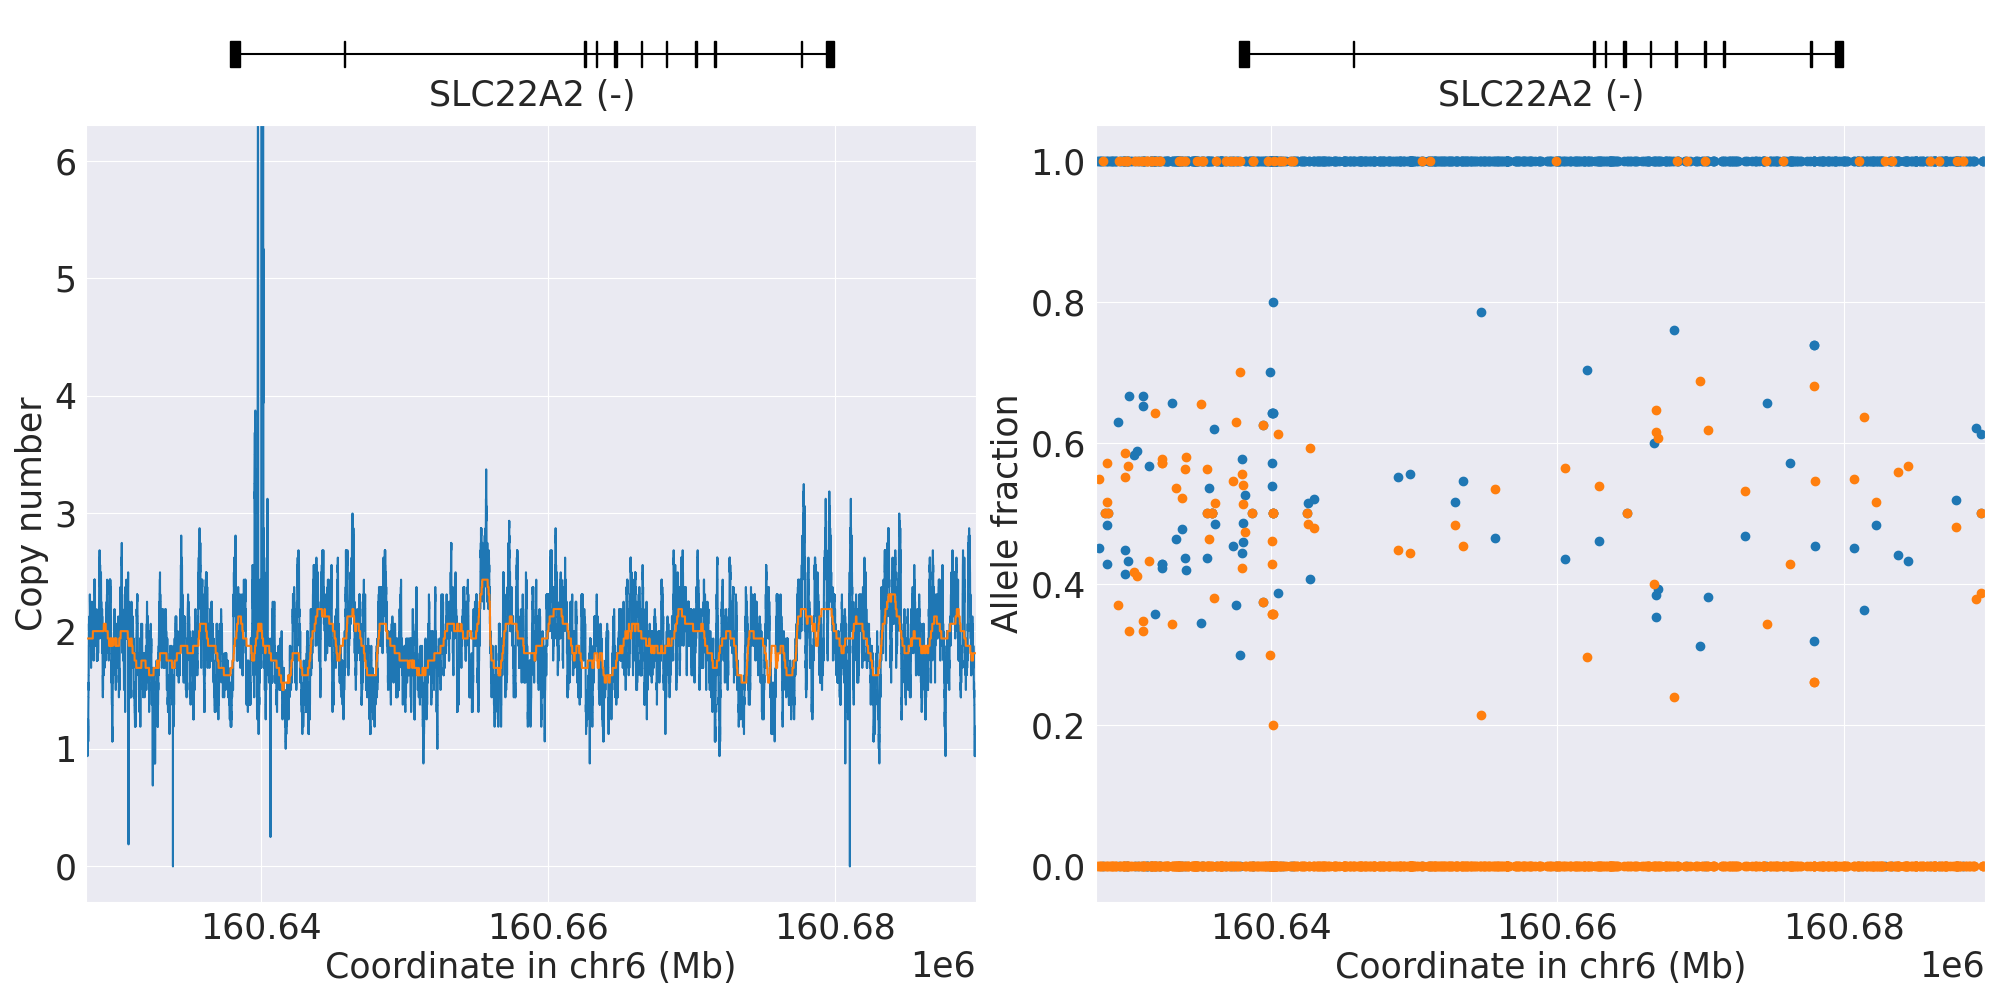 SLC22A2 (-)
Copy number
6
5
4
3
2
1
0
160.64
160.66
160.68
Coordinate in chr6 (Mb)
1e6
SLC22A2 (-)
Allele fraction
1.0
0.8
0.6
0.4
0.2
0.0
160.64
160.66
160.68
Coordinate in chr6 (Mb)
1e6